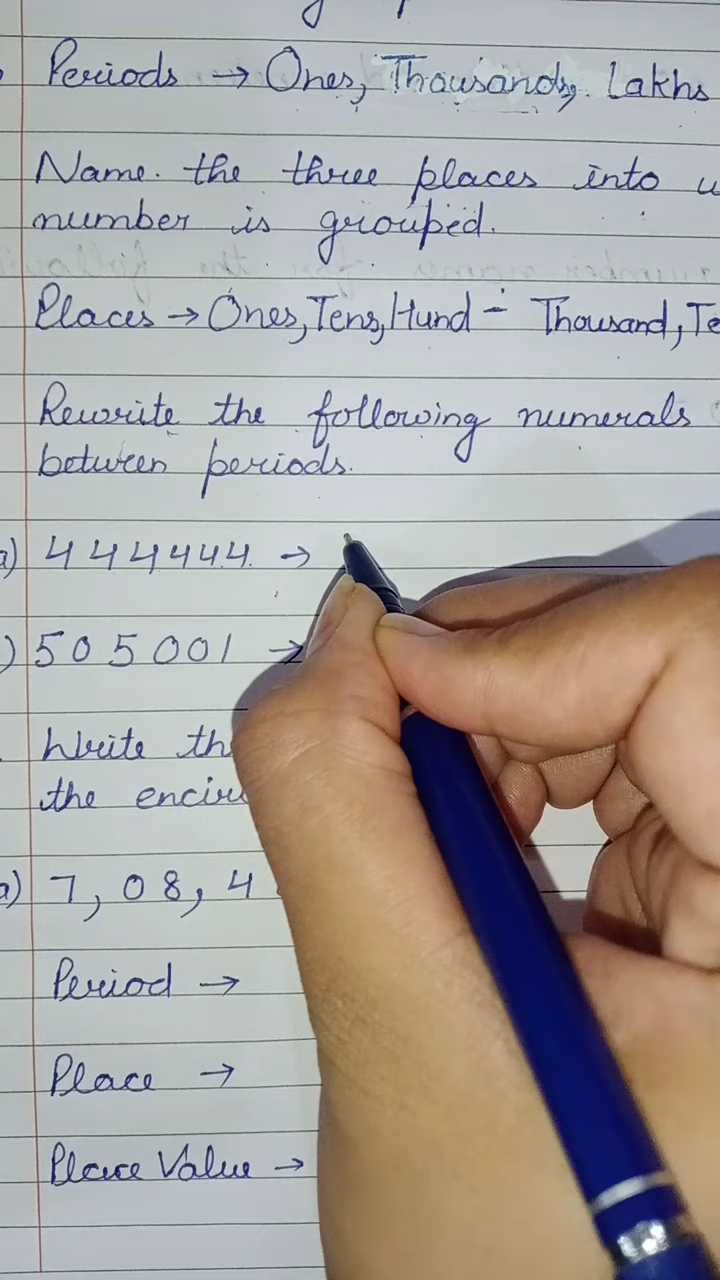 Periods → Ones, Thousands, Lakhs
Name. the three places into
number is grouped.
Places → Ones, Tens, Hund - Thousand, Te
Rewrite the following numerals
between periods.
a) 444444 →
) 505001 →
Write th
the encir
a) 7, 08, 4
Period →
Place →
Place Value →